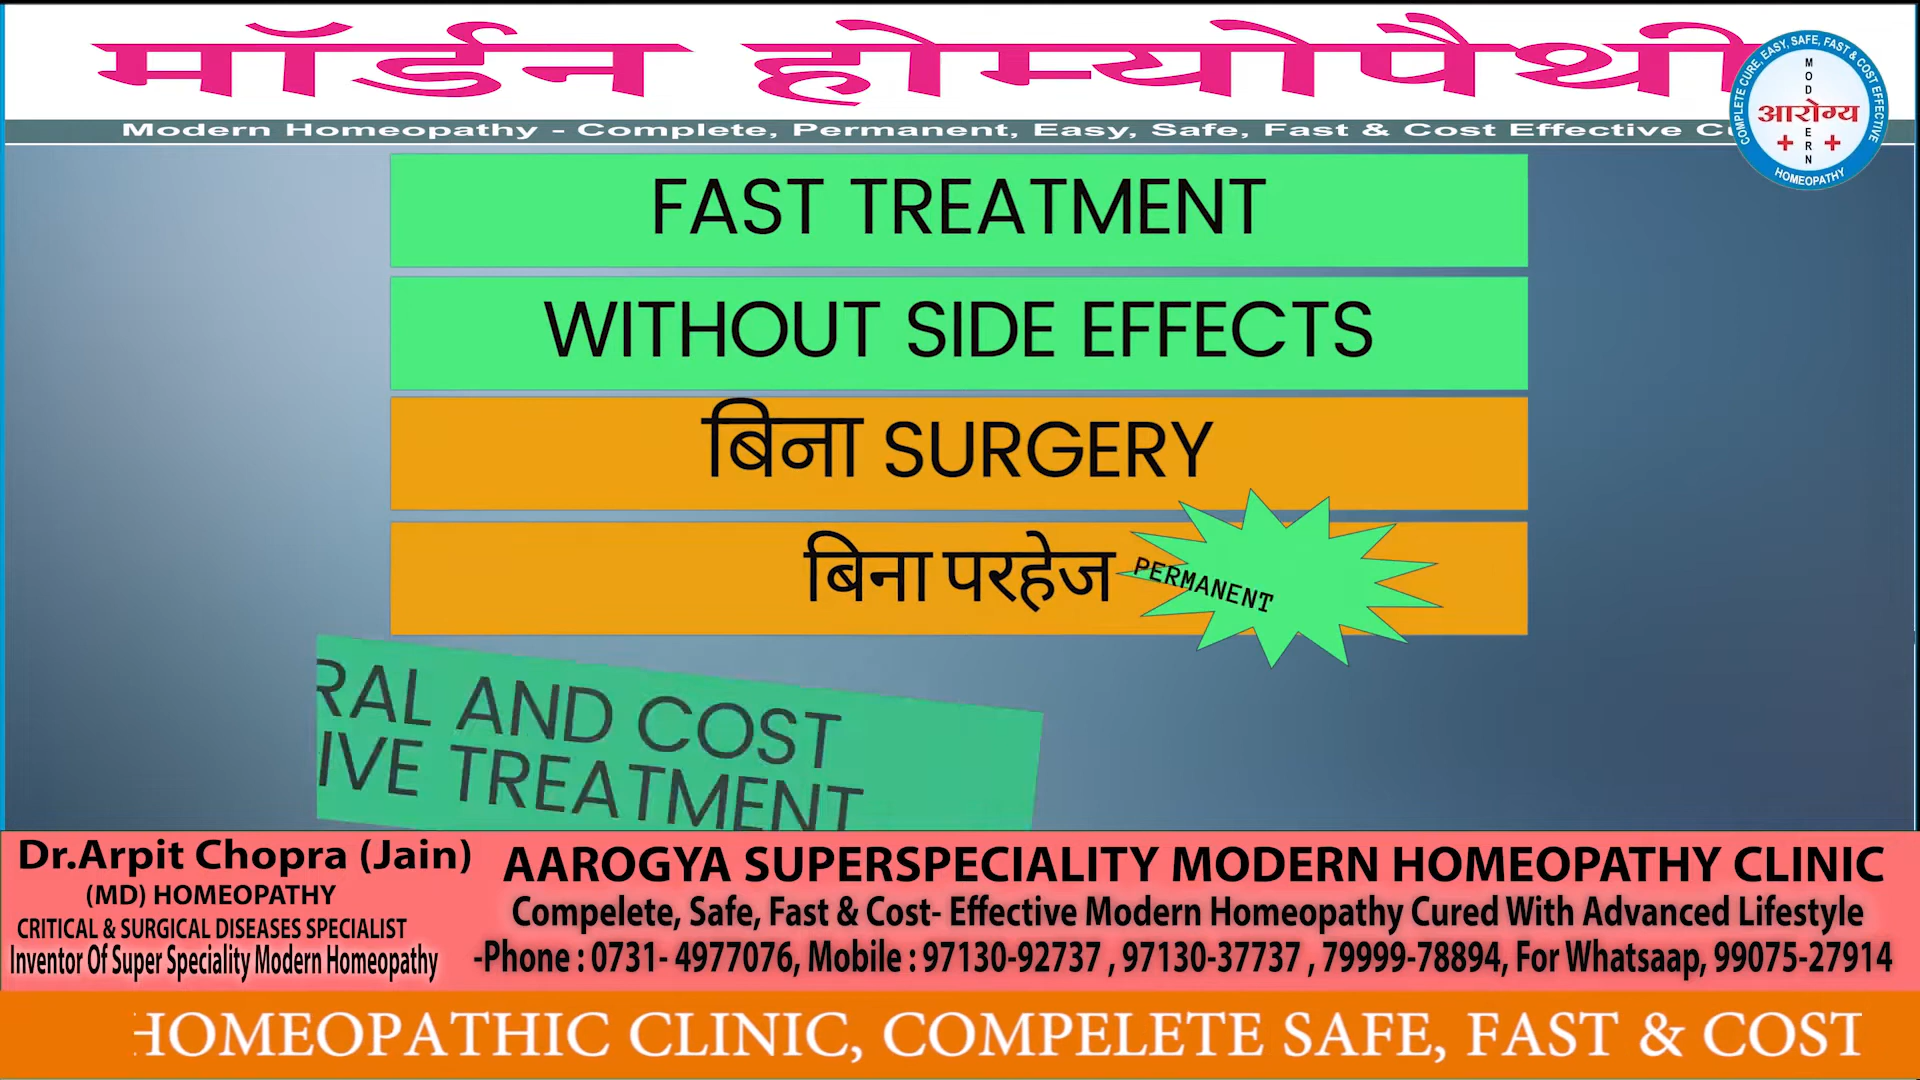 मॉर्डन होम्योपैथी
Modern Homeopathy - Complete, Permanent, Easy, Safe, Fast & Cost Effective
COMPLETE CURE, EASY, SAFE, FAST & COST EFFECTIVE
MODERN
आरोग्य
HOMEOPATHY
FAST TREATMENT
WITHOUT SIDE EFFECTS
बिना SURGERY
बिना परहेज
PERMANENT
RAL AND COST
IVE TREATMENT
Dr.Arpit Chopra (Jain)
(MD) HOMEOPATHY
CRITICAL & SURGICAL DISEASES SPECIALIST
Inventor Of Super Speciality Modern Homeopathy
AAROGYA SUPERSPECIALITY MODERN HOMEOPATHY CLINIC
Compelete, Safe, Fast & Cost- Effective Modern Homeopathy Cured With Advanced Lifestyle
-Phone : 0731- 4977076, Mobile : 97130-92737 , 97130-37737 , 79999-78894, For Whatsaap, 99075-27914
HOMEOPATHIC CLINIC, COMPELETE SAFE, FAST & COST